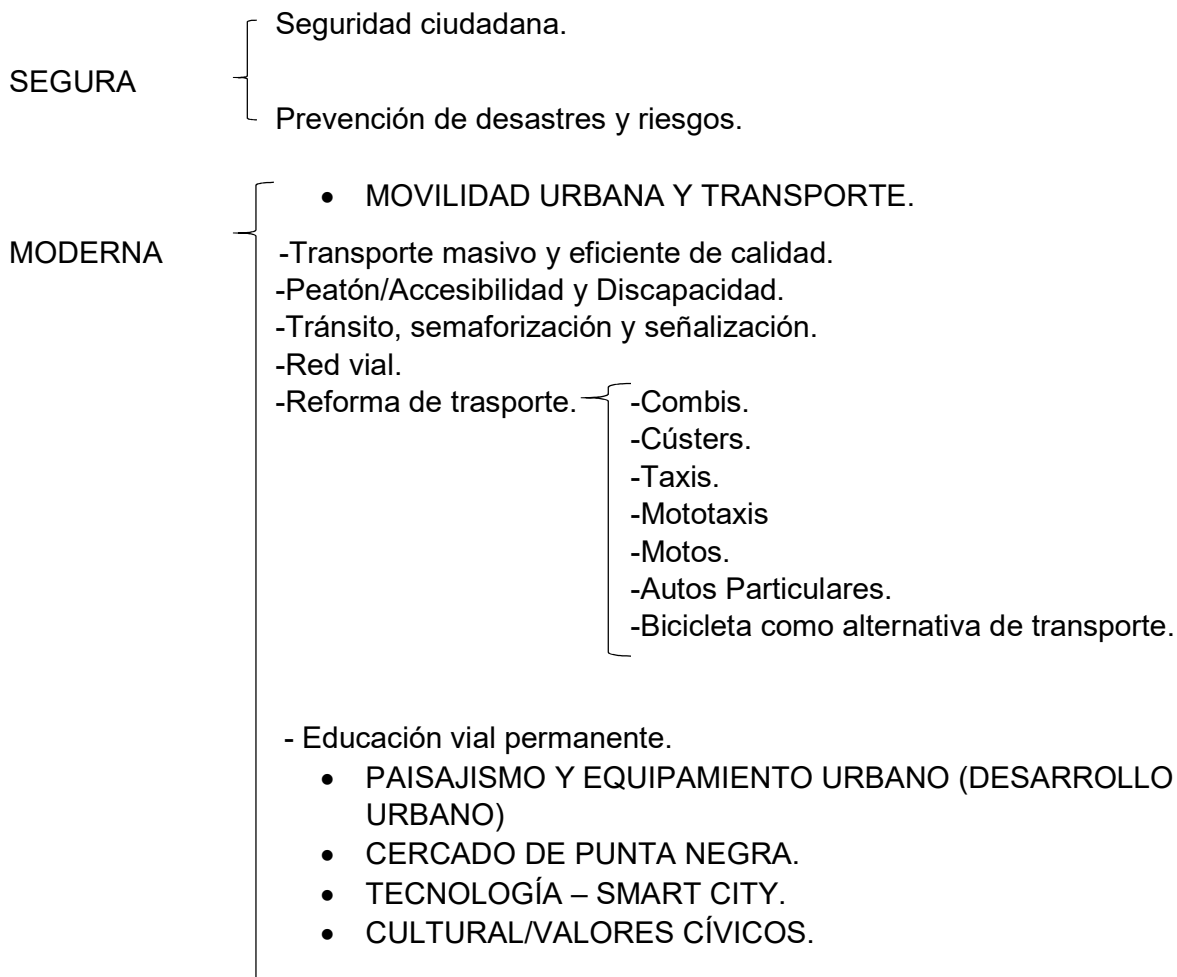 Seguridad ciudadana.
SEGURA
Prevención de desastres y riesgos.
• MOVILIDAD URBANA Y TRANSPORTE.
MODERNA
-Transporte masivo y eficiente de calidad.
-Peatón/Accesibilidad y Discapacidad.
-Tránsito, semaforización y señalización.
-Red vial.
-Reforma de trasporte.
-Combis.
-Cústers.
-Taxis.
-Mototaxis
-Motos.
-Autos Particulares.
-Bicicleta como alternativa de transporte.
- Educación vial permanente.
• PAISAJISMO Y EQUIPAMIENTO URBANO (DESARROLLO
URBANO)
• CERCADO DE PUNTA NEGRA.
• TECNOLOGÍA – SMART CITY.
• CULTURAL/VALORES CÍVICOS.